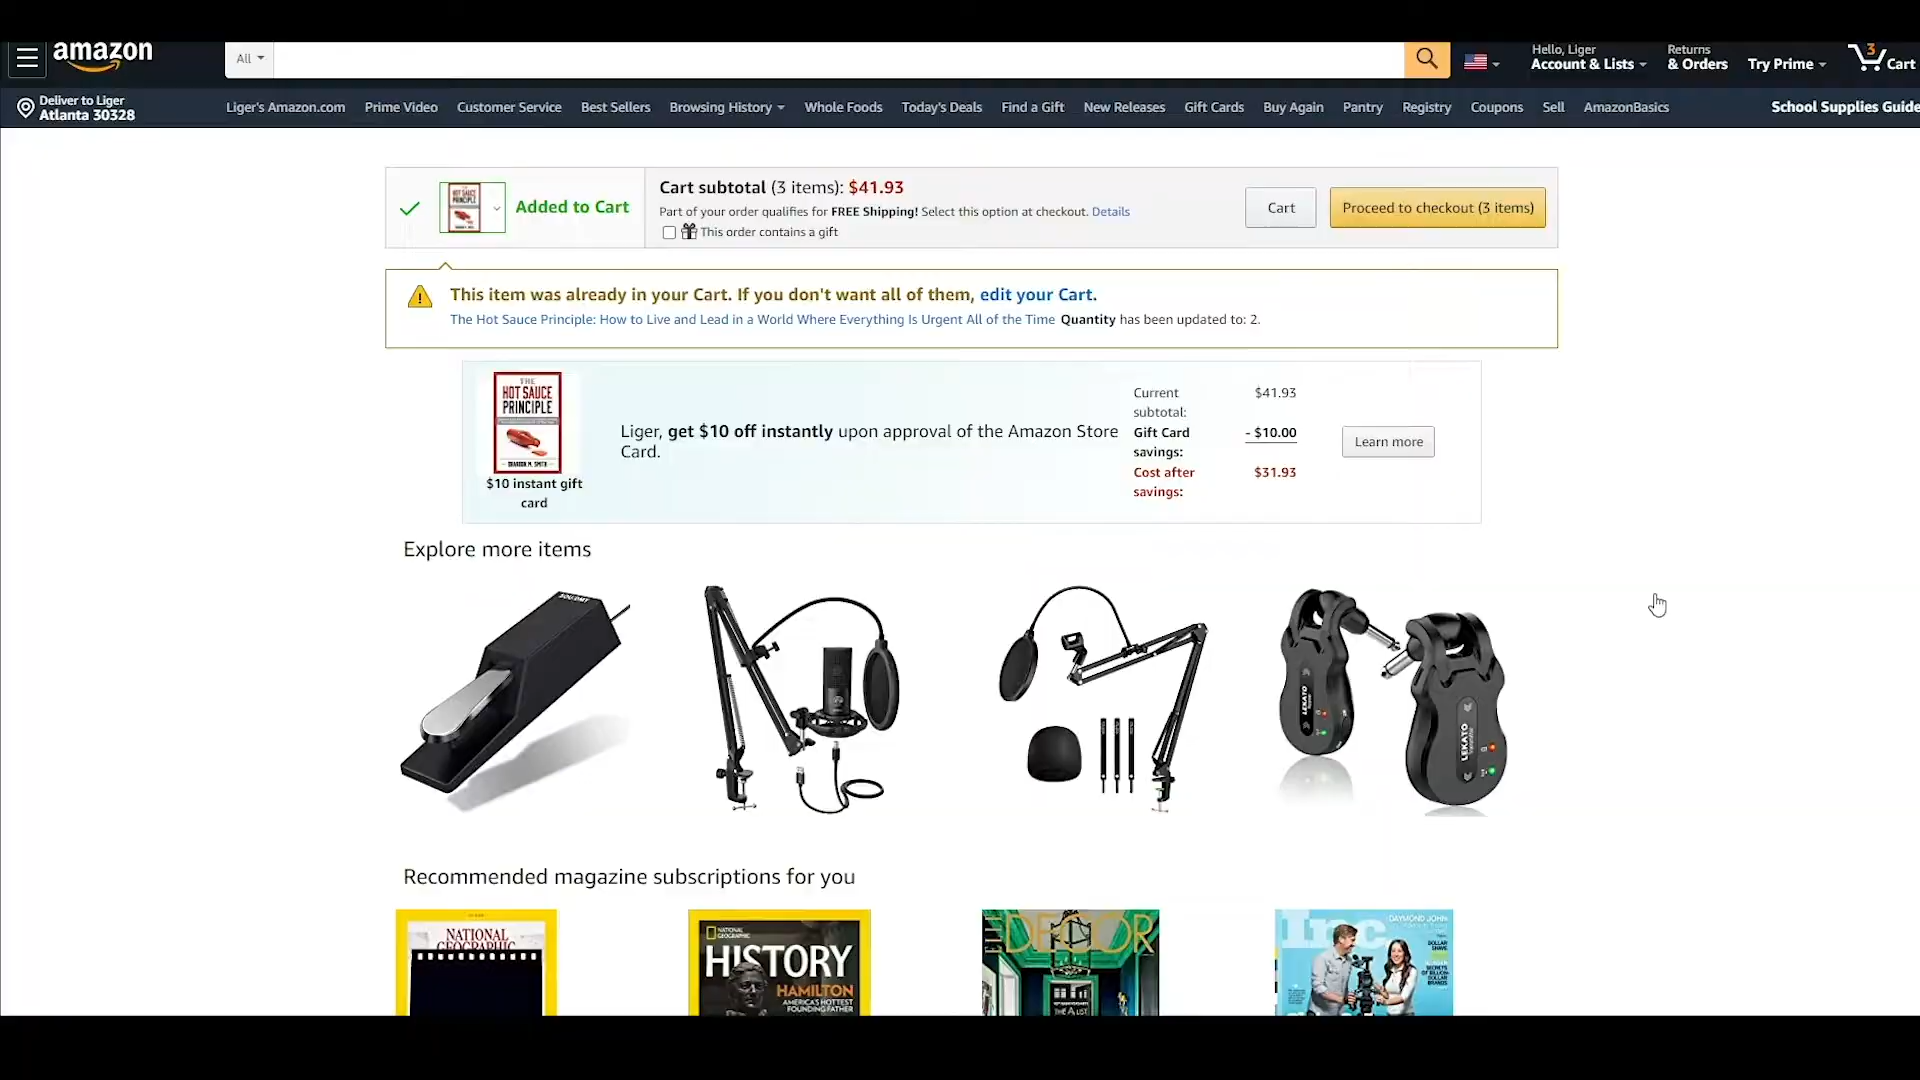 amazon
All
Hello, Liger
Account & Lists
Returns
& Orders
Try Prime
3
Cart
Deliver to Liger
Atlanta 30328
Liger's Amazon.com
Prime Video
Customer Service
Best Sellers
Browsing History
Whole Foods
Today's Deals
Find a Gift
New Releases
Gift Cards
Buy Again
Pantry
Registry
Coupons
Sell
AmazonBasics
School Supplies Guide
Added to Cart
Cart subtotal (3 items): $41.93
Part of your order qualifies for FREE Shipping! Select this option at checkout. Details
This order contains a gift
Cart
Proceed to checkout (3 items)
This item was already in your Cart. If you don't want all of them, edit your Cart.
The Hot Sauce Principle: How to Live and Lead in a World Where Everything Is Urgent All of the Time Quantity has been updated to: 2.
THE
HOT SAUCE
PRINCIPLE
BRANDON M. SMITH
$10 instant gift
card
Liger, get $10 off instantly upon approval of the Amazon Store
Card.
Current
subtotal:
$41.93
Gift Card
savings:
- $10.00
Cost after
savings:
$31.93
Learn more
Explore more items
LEKATO
LEKATO
Recommended magazine subscriptions for you
NATIONAL
GEOGRAPHIC
NATIONAL
GEOGRAPHIC
HISTORY
HAMILTON
AMERICA'S HOTTEST
FOUNDING FATHER
DECOR
THE A LIST
Inc
DAYMOND JOHN
DOLLAR
SHAVE
SECRETS OF
BILLION-
DOLLAR
BRANDS